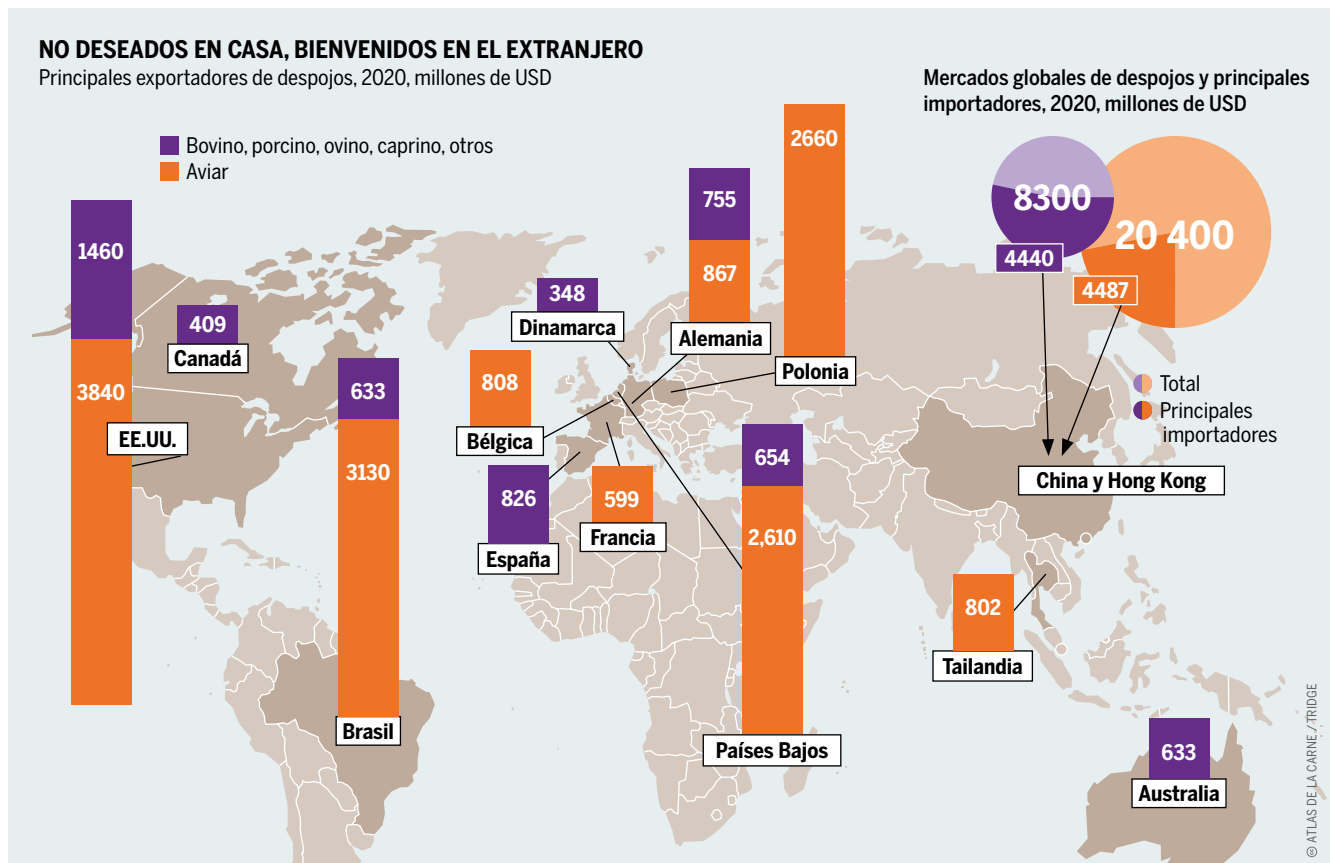 NO DESEADOS EN CASA, BIENVENIDOS EN EL EXTRANJERO
Principales exportadores de despojos, 2020, millones de USD
Bovino, porcino, ovino, caprino, otros
Aviar
Mercados globales de despojos y principales
importadores, 2020, millones de USD
8300
20 400
4440
4487
Total
Principales
importadores
China y Hong Kong
1460
3840
EE.UU.
409
Canadá
633
3130
Brasil
348
Dinamarca
755
867
Alemania
2660
Polonia
808
Bélgica
826
España
599
Francia
654
2,610
Países Bajos
802
Tailandia
633
Australia
© ATLAS DE LA CARNE / TRIDGE